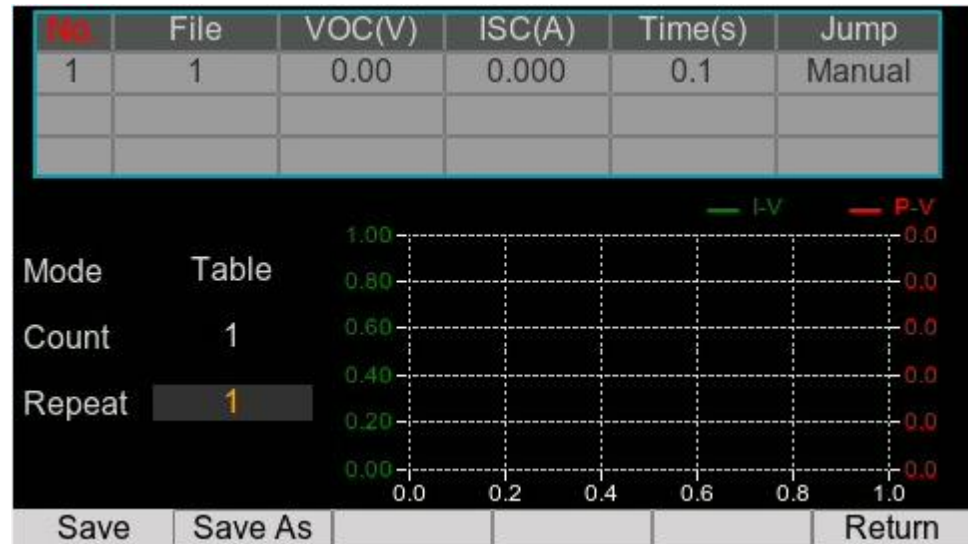 No. File VOC(V) ISC(A) Time(s) Jump
1 1 0.00 0.000 0.1 Manual
I-V P-V
1.00 0.0
Mode Table
0.80 0.0
Count 1
0.60 0.0
0.40 0.0
Repeat 1
0.20 0.0
0.00 0.0
0.0 0.2 0.4 0.6 0.8 1.0
Save Save As Return